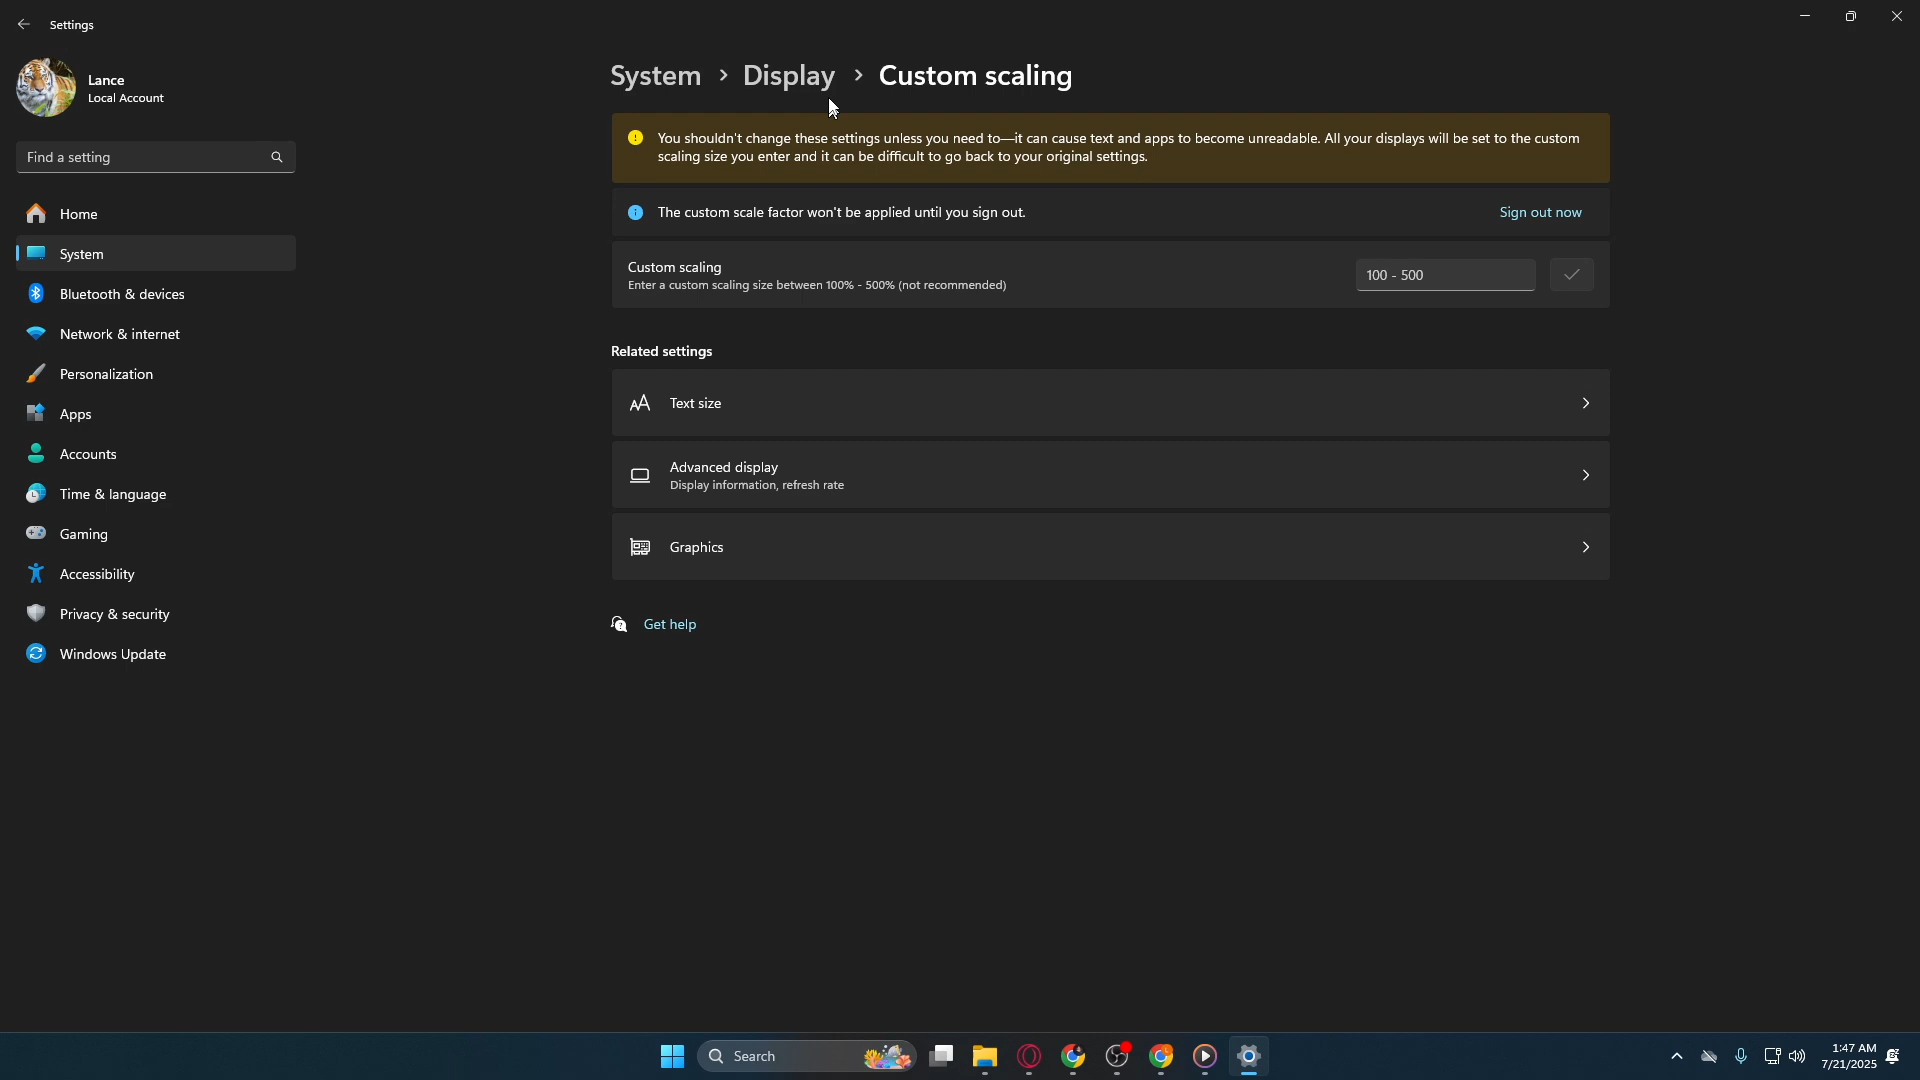 Settings
Lance
Local Account
Find a setting
Home
System
Bluetooth & devices
Network & internet
Personalization
Apps
Accounts
Time & language
Gaming
Accessibility
Privacy & security
Windows Update
System > Display > Custom scaling
You shouldn't change these settings unless you need to—it can cause text and apps to become unreadable. All your displays will be set to the custom
scaling size you enter and it can be difficult to go back to your original settings.
The custom scale factor won't be applied until you sign out.
Sign out now
Custom scaling
Enter a custom scaling size between 100% - 500% (not recommended)
100 - 500
Related settings
Text size
Advanced display
Display information, refresh rate
Graphics
Get help
Search
1:47 AM
7/21/2025